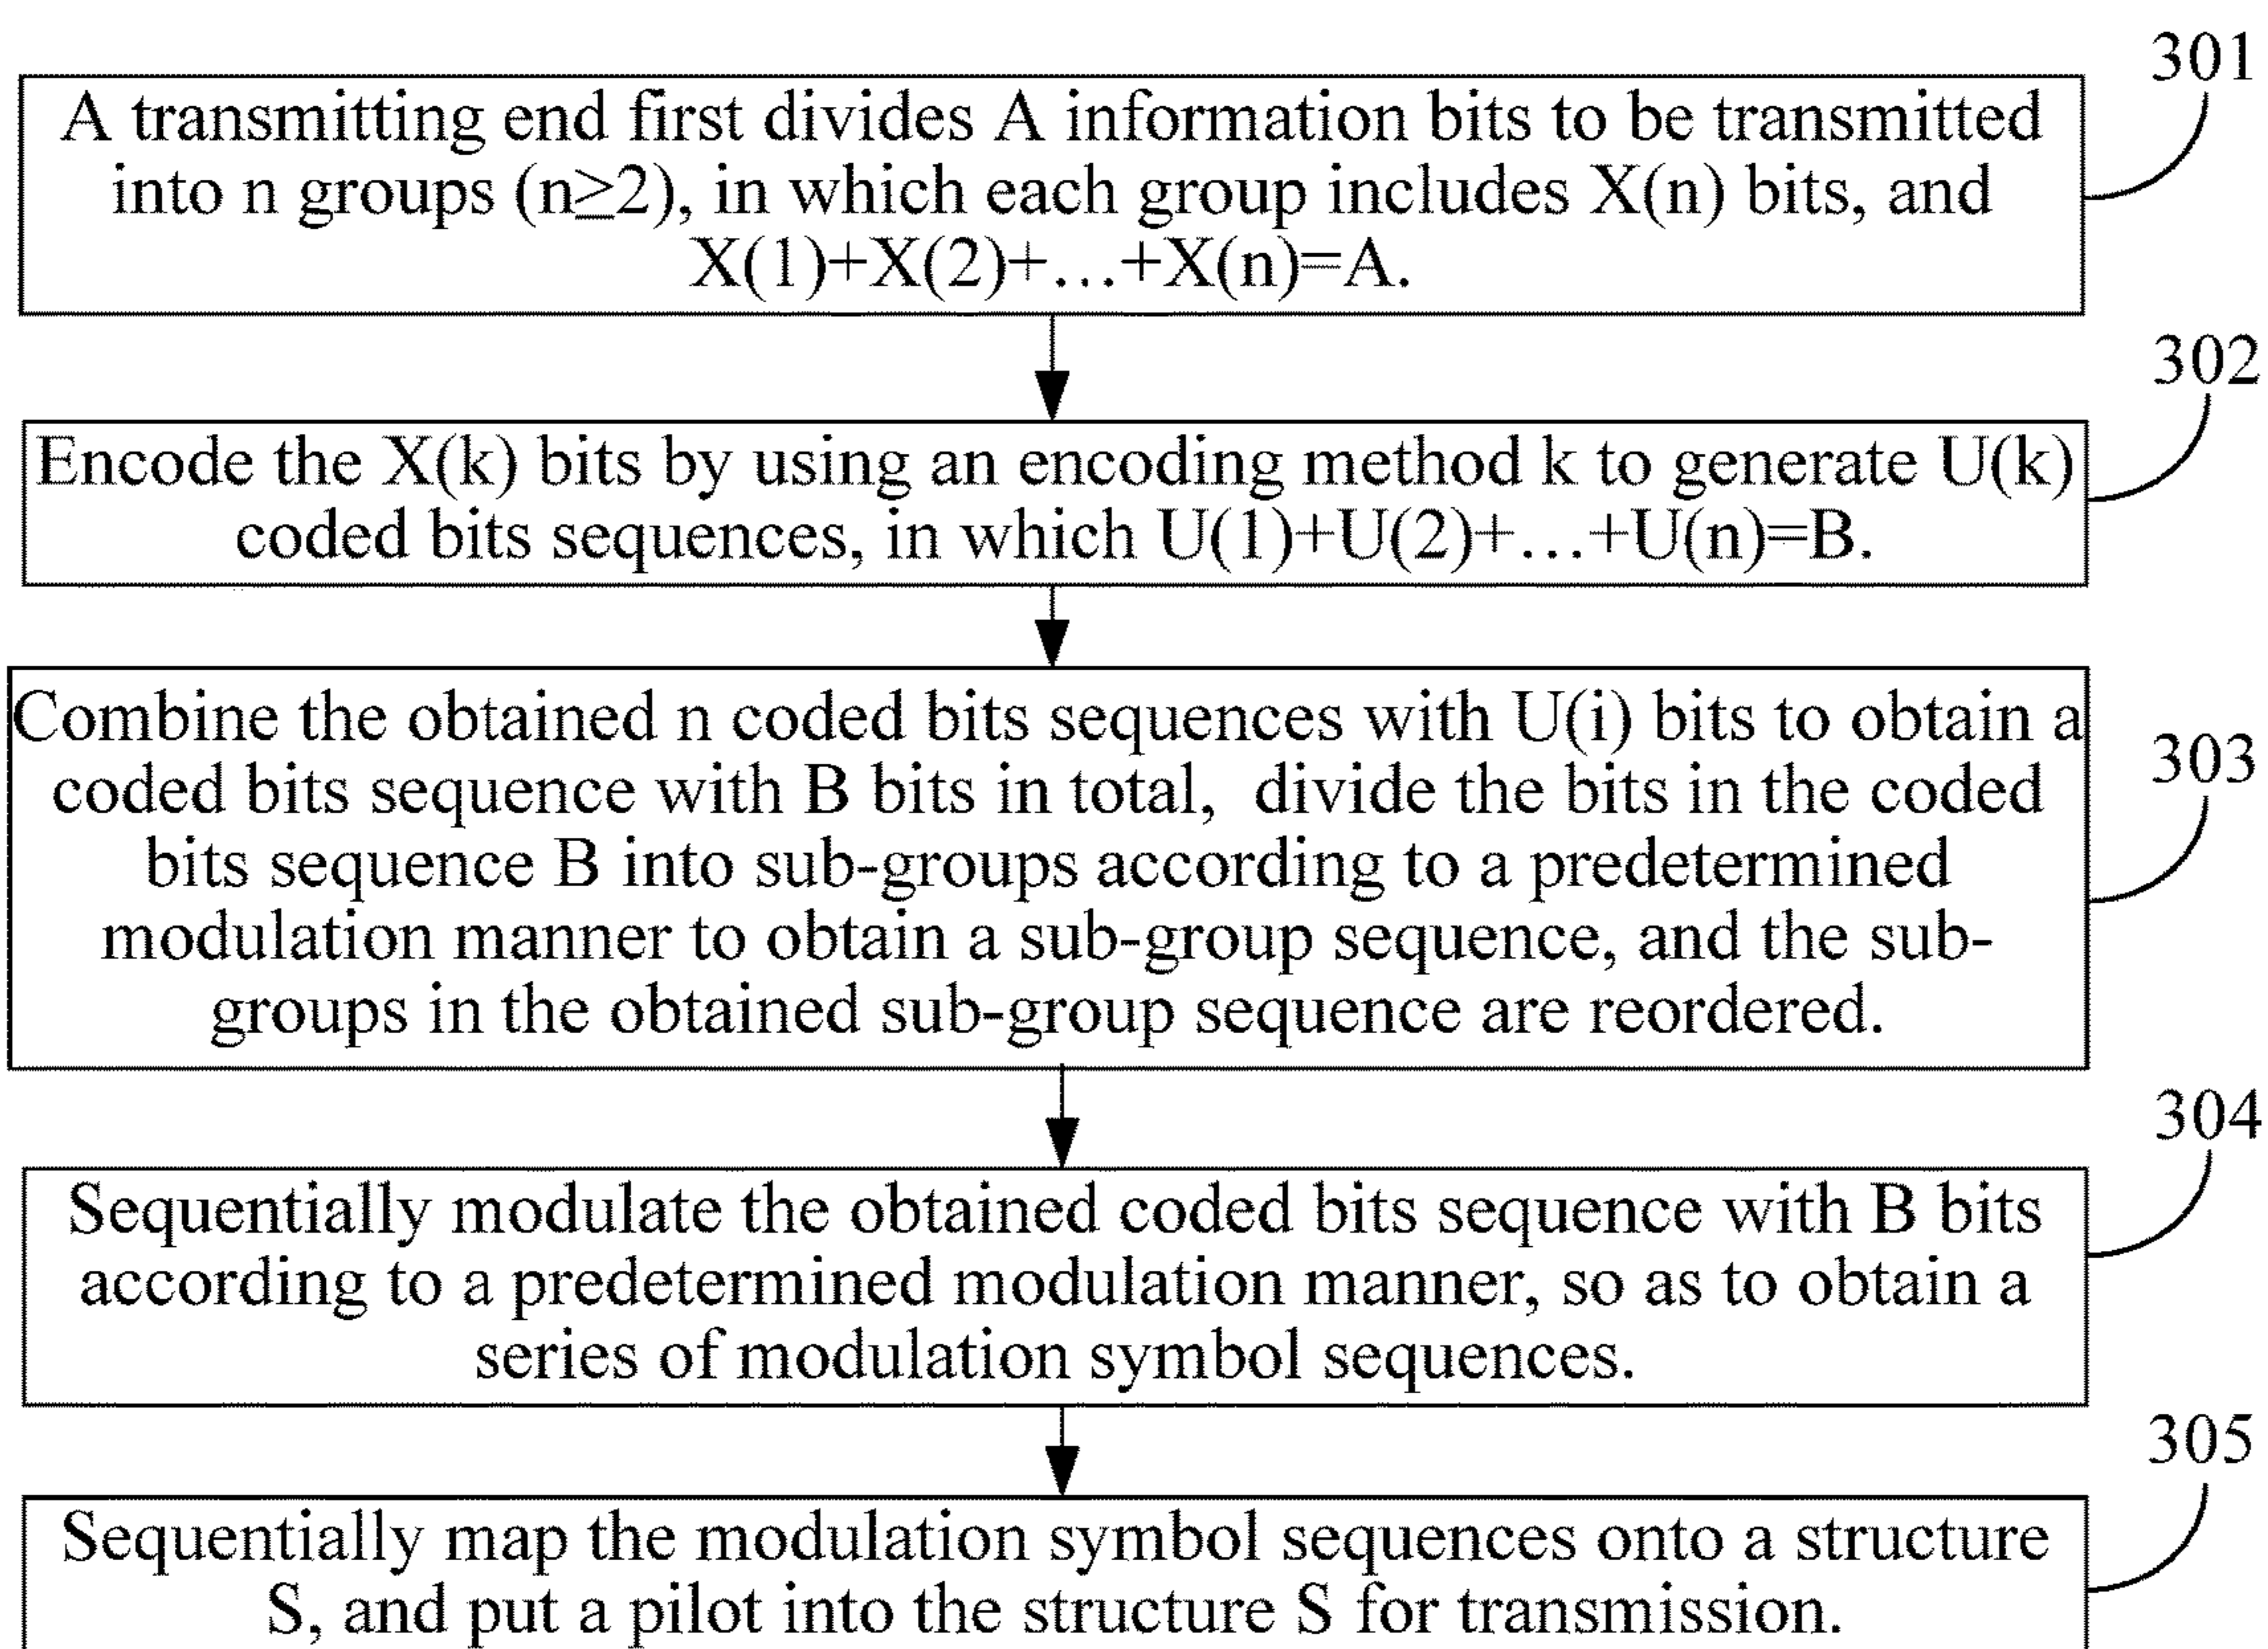 301
A transmitting end first divides A information bits to be transmitted
into n groups (n≥2), in which each group includes X(n) bits, and
X(1)+X(2)+…+X(n)=A.
302
Encode the X(k) bits by using an encoding method k to generate U(k)
coded bits sequences, in which U(1)+U(2)+…+U(n)=B.
Combine the obtained n coded bits sequences with U(i) bits to obtain a
303
coded bits sequence with B bits in total, divide the bits in the coded
bits sequence B into sub-groups according to a predetermined
modulation manner to obtain a sub-group sequence, and the sub-
groups in the obtained sub-group sequence are reordered.
304
Sequentially modulate the obtained coded bits sequence with B bits
according to a predetermined modulation manner, so as to obtain a
series of modulation symbol sequences.
305
Sequentially map the modulation symbol sequences onto a structure
S, and put a pilot into the structure S for transmission.